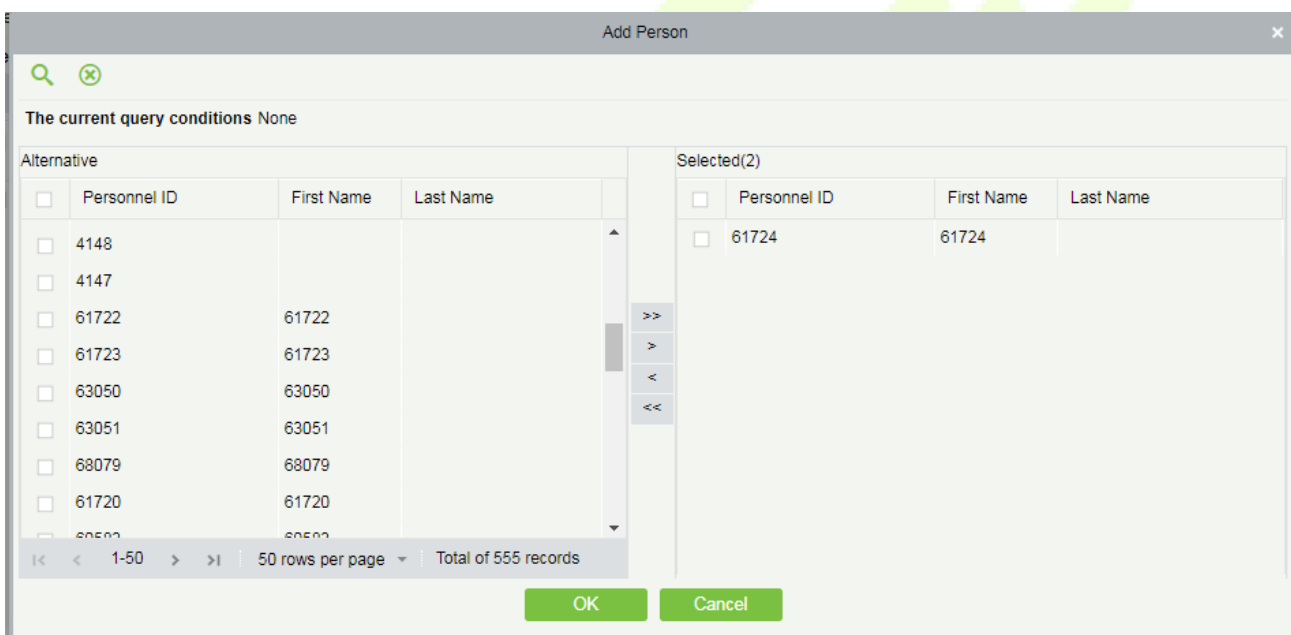 Add Person
The current query conditions None
Alternative
Personnel ID First Name Last Name
4148
4147
61722 61722
61723 61723
63050 63050
63051 63051
68079 68079
61720 61720
1-50 50 rows per page Total of 555 records
>>
>
<
<<
Selected(2)
Personnel ID First Name Last Name
61724 61724
OK Cancel